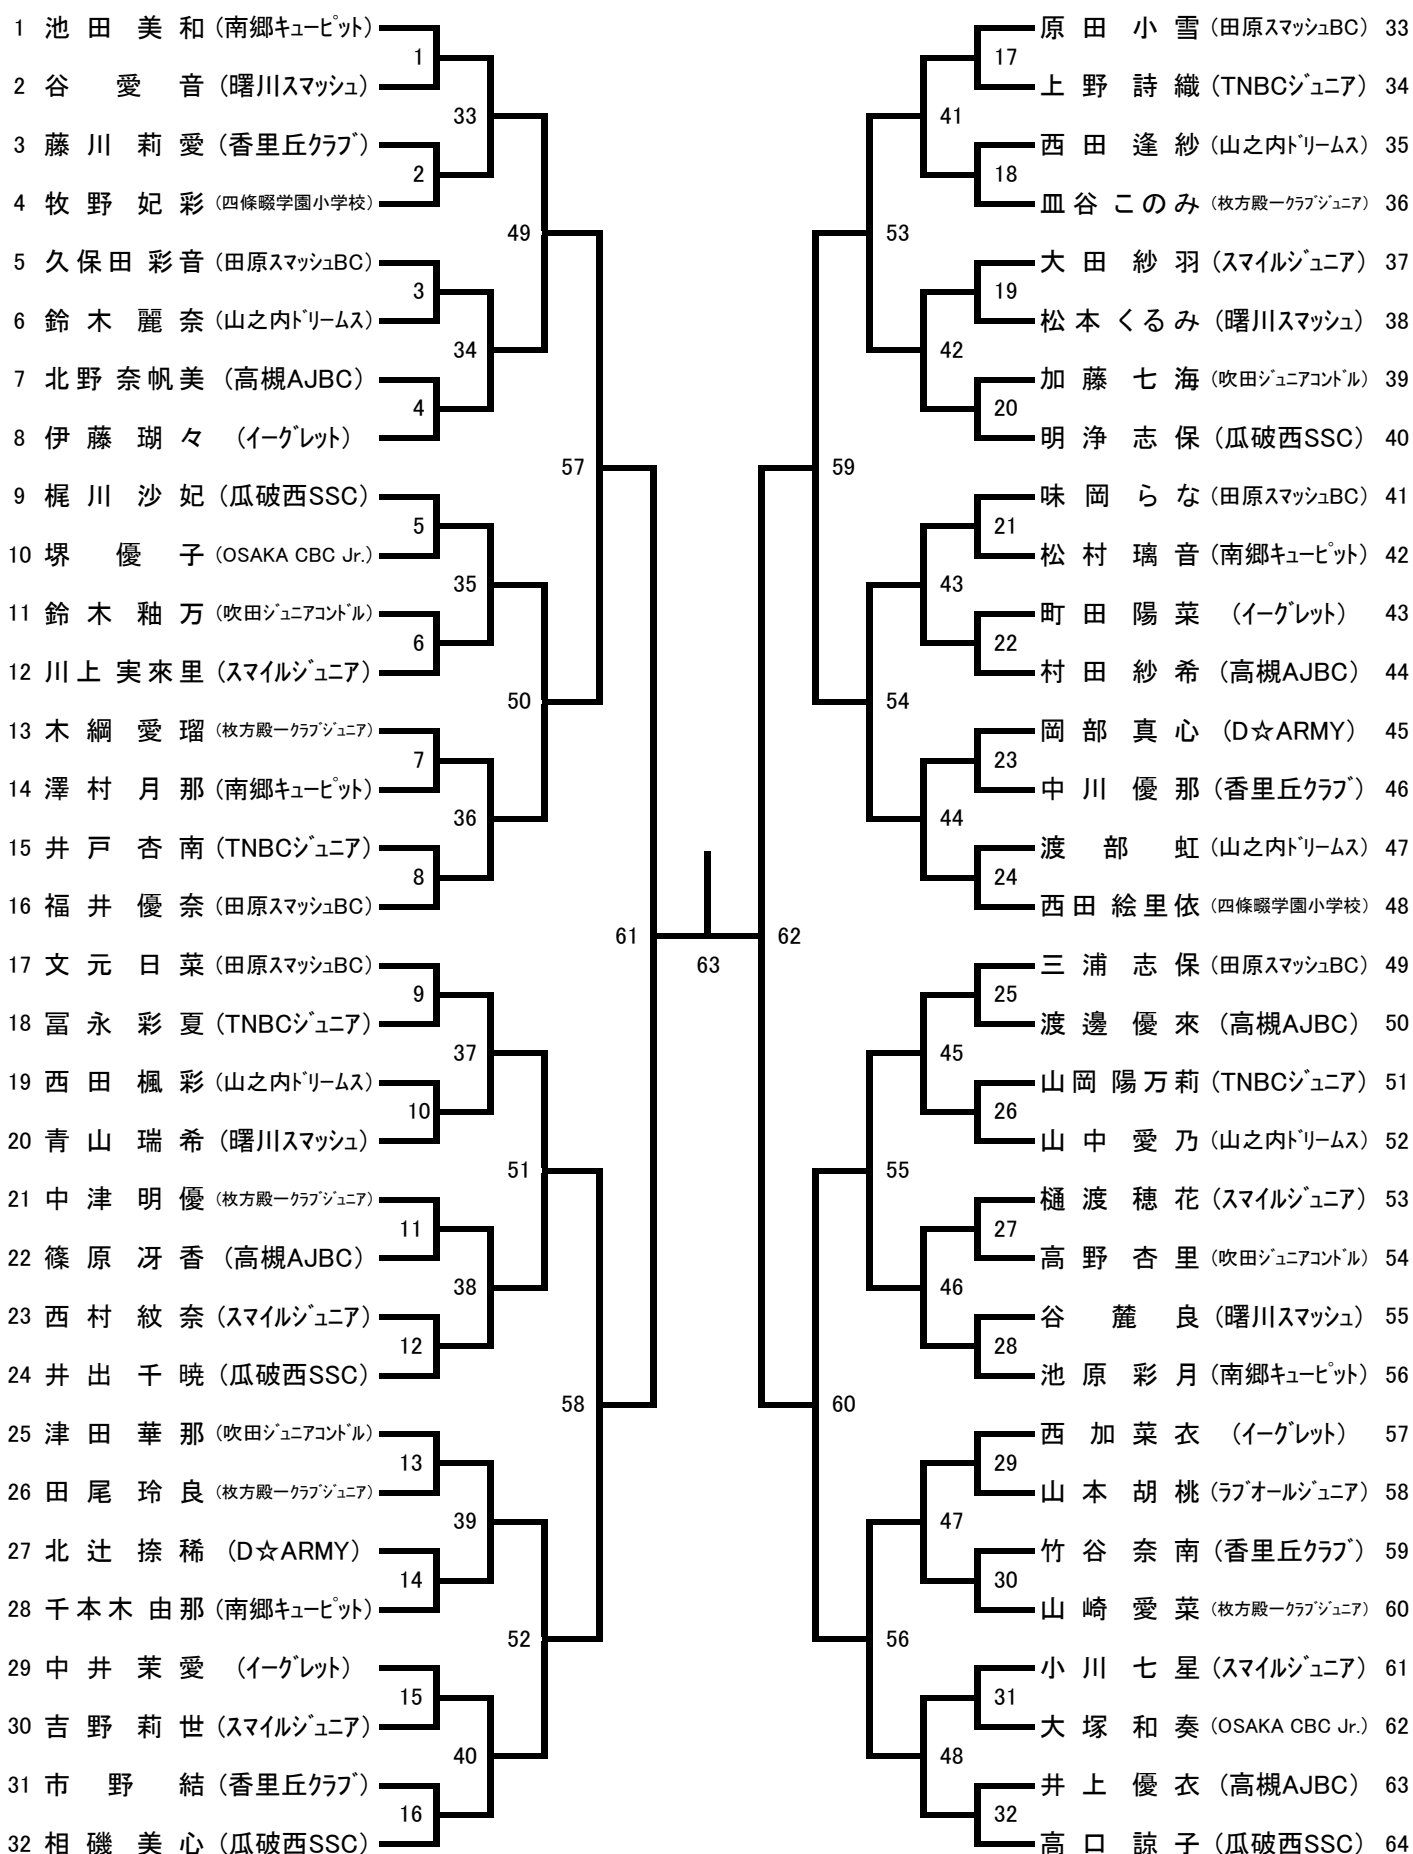 1 池田 美和 (南郷キューピット)
2 谷 愛音 (曙川スマッシュ)
3 藤川 莉愛 (香里丘クラブ)
4 牧野 妃彩 (四條畷学園小学校)
5 久保田 彩音 (田原スマッシュBC)
6 鈴木 麗奈 (山之内ドリームス)
7 北野 奈帆美 (高槻AJBC)
8 伊藤 瑚々 (イーグレット)
9 梶川 沙妃 (瓜破西SSC)
10 堺 優子 (OSAKA CBC Jr.)
11 鈴木 釉万 (吹田ジュニアコンドル)
12 川上 実來里 (スマイルジュニア)
13 木綱 愛瑠 (枚方殿一クラブジュニア)
14 澤村 月那 (南郷キューピット)
15 井戸 杏南 (TNBCジュニア)
16 福井 優奈 (田原スマッシュBC)
17 文元 日菜 (田原スマッシュBC)
18 冨永 彩夏 (TNBCジュニア)
19 西田 楓彩 (山之内ドリームス)
20 青山 瑞希 (曙川スマッシュ)
21 中津 明優 (枚方殿一クラブジュニア)
22 篠原 冴香 (高槻AJBC)
23 西村 紋奈 (スマイルジュニア)
24 井出 千暁 (瓜破西SSC)
25 津田 華那 (吹田ジュニアコンドル)
26 田尾 玲良 (枚方殿一クラブジュニア)
27 北辻 捺稀 (D☆ARMY)
28 千本木 由那 (南郷キューピット)
29 中井 茉愛 (イーグレット)
30 吉野 莉世 (スマイルジュニア)
31 市野 結 (香里丘クラブ)
32 相磯 美心 (瓜破西SSC)
1
2
3
4
5
6
7
8
9
10
11
12
13
14
15
16
33
34
35
36
37
38
39
40
49
50
51
52
57
58
61
63
62
59
60
53
54
55
56
41
42
43
44
45
46
47
48
17
18
19
20
21
22
23
24
25
26
27
28
29
30
31
32
原田 小雪 (田原スマッシュBC) 33
上野 詩織 (TNBCジュニア) 34
西田 逢紗 (山之内ドリームス) 35
皿谷 このみ (枚方殿一クラブジュニア) 36
大田 紗羽 (スマイルジュニア) 37
松本 くるみ (曙川スマッシュ) 38
加藤 七海 (吹田ジュニアコンドル) 39
明浄 志保 (瓜破西SSC) 40
味岡 らな (田原スマッシュBC) 41
松村 璃音 (南郷キューピット) 42
町田 陽菜 (イーグレット) 43
村田 紗希 (高槻AJBC) 44
岡部 真心 (D☆ARMY) 45
中川 優那 (香里丘クラブ) 46
渡部 虹 (山之内ドリームス) 47
西田 絵里依 (四條畷学園小学校) 48
三浦 志保 (田原スマッシュBC) 49
渡邊 優來 (高槻AJBC) 50
山岡 陽万莉 (TNBCジュニア) 51
山中 愛乃 (山之内ドリームス) 52
樋渡 穂花 (スマイルジュニア) 53
高野 杏里 (吹田ジュニアコンドル) 54
谷 麓良 (曙川スマッシュ) 55
池原 彩月 (南郷キューピット) 56
西 加菜衣 (イーグレット) 57
山本 胡桃 (ラブオールジュニア) 58
竹谷 奈南 (香里丘クラブ) 59
山崎 愛菜 (枚方殿一クラブジュニア) 60
小川 七星 (スマイルジュニア) 61
大塚 和奏 (OSAKA CBC Jr.) 62
井上 優衣 (高槻AJBC) 63
高口 諒子 (瓜破西SSC) 64